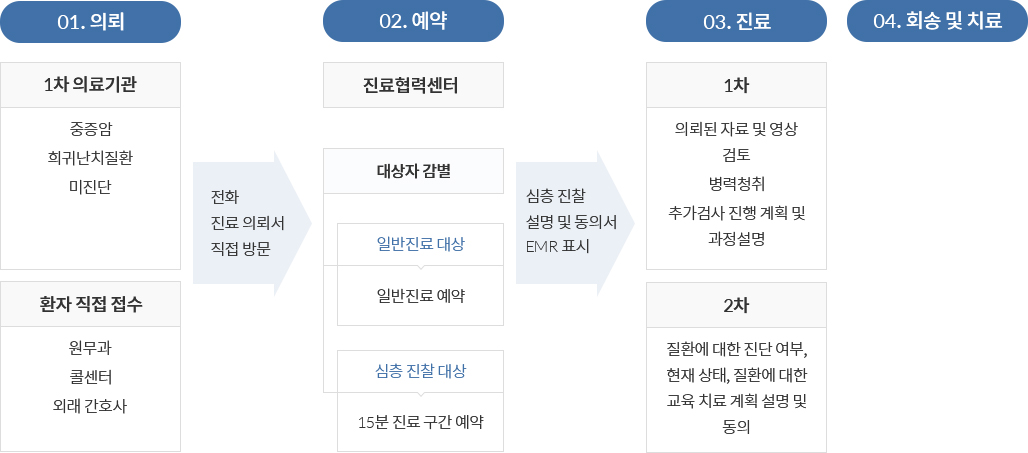 01. 의뢰
1차 의료기관
중증암
희귀난치질환
미진단
환자 직접 접수
원무과
콜센터
외래 간호사
전화
진료 의뢰서
직접 방문
02. 예약
진료협력센터
대상자 감별
일반진료 대상
일반진료 예약
심층 진찰 대상
15분 진료 구간 예약
심층 진찰
설명 및 동의서
EMR 표시
03. 진료
1차
의뢰된 자료 및 영상
검토
병력청취
추가검사 진행 계획 및
과정설명
2차
질환에 대한 진단 여부,
현재 상태, 질환에 대한
교육 치료 계획 설명 및
동의
04. 회송 및 치료